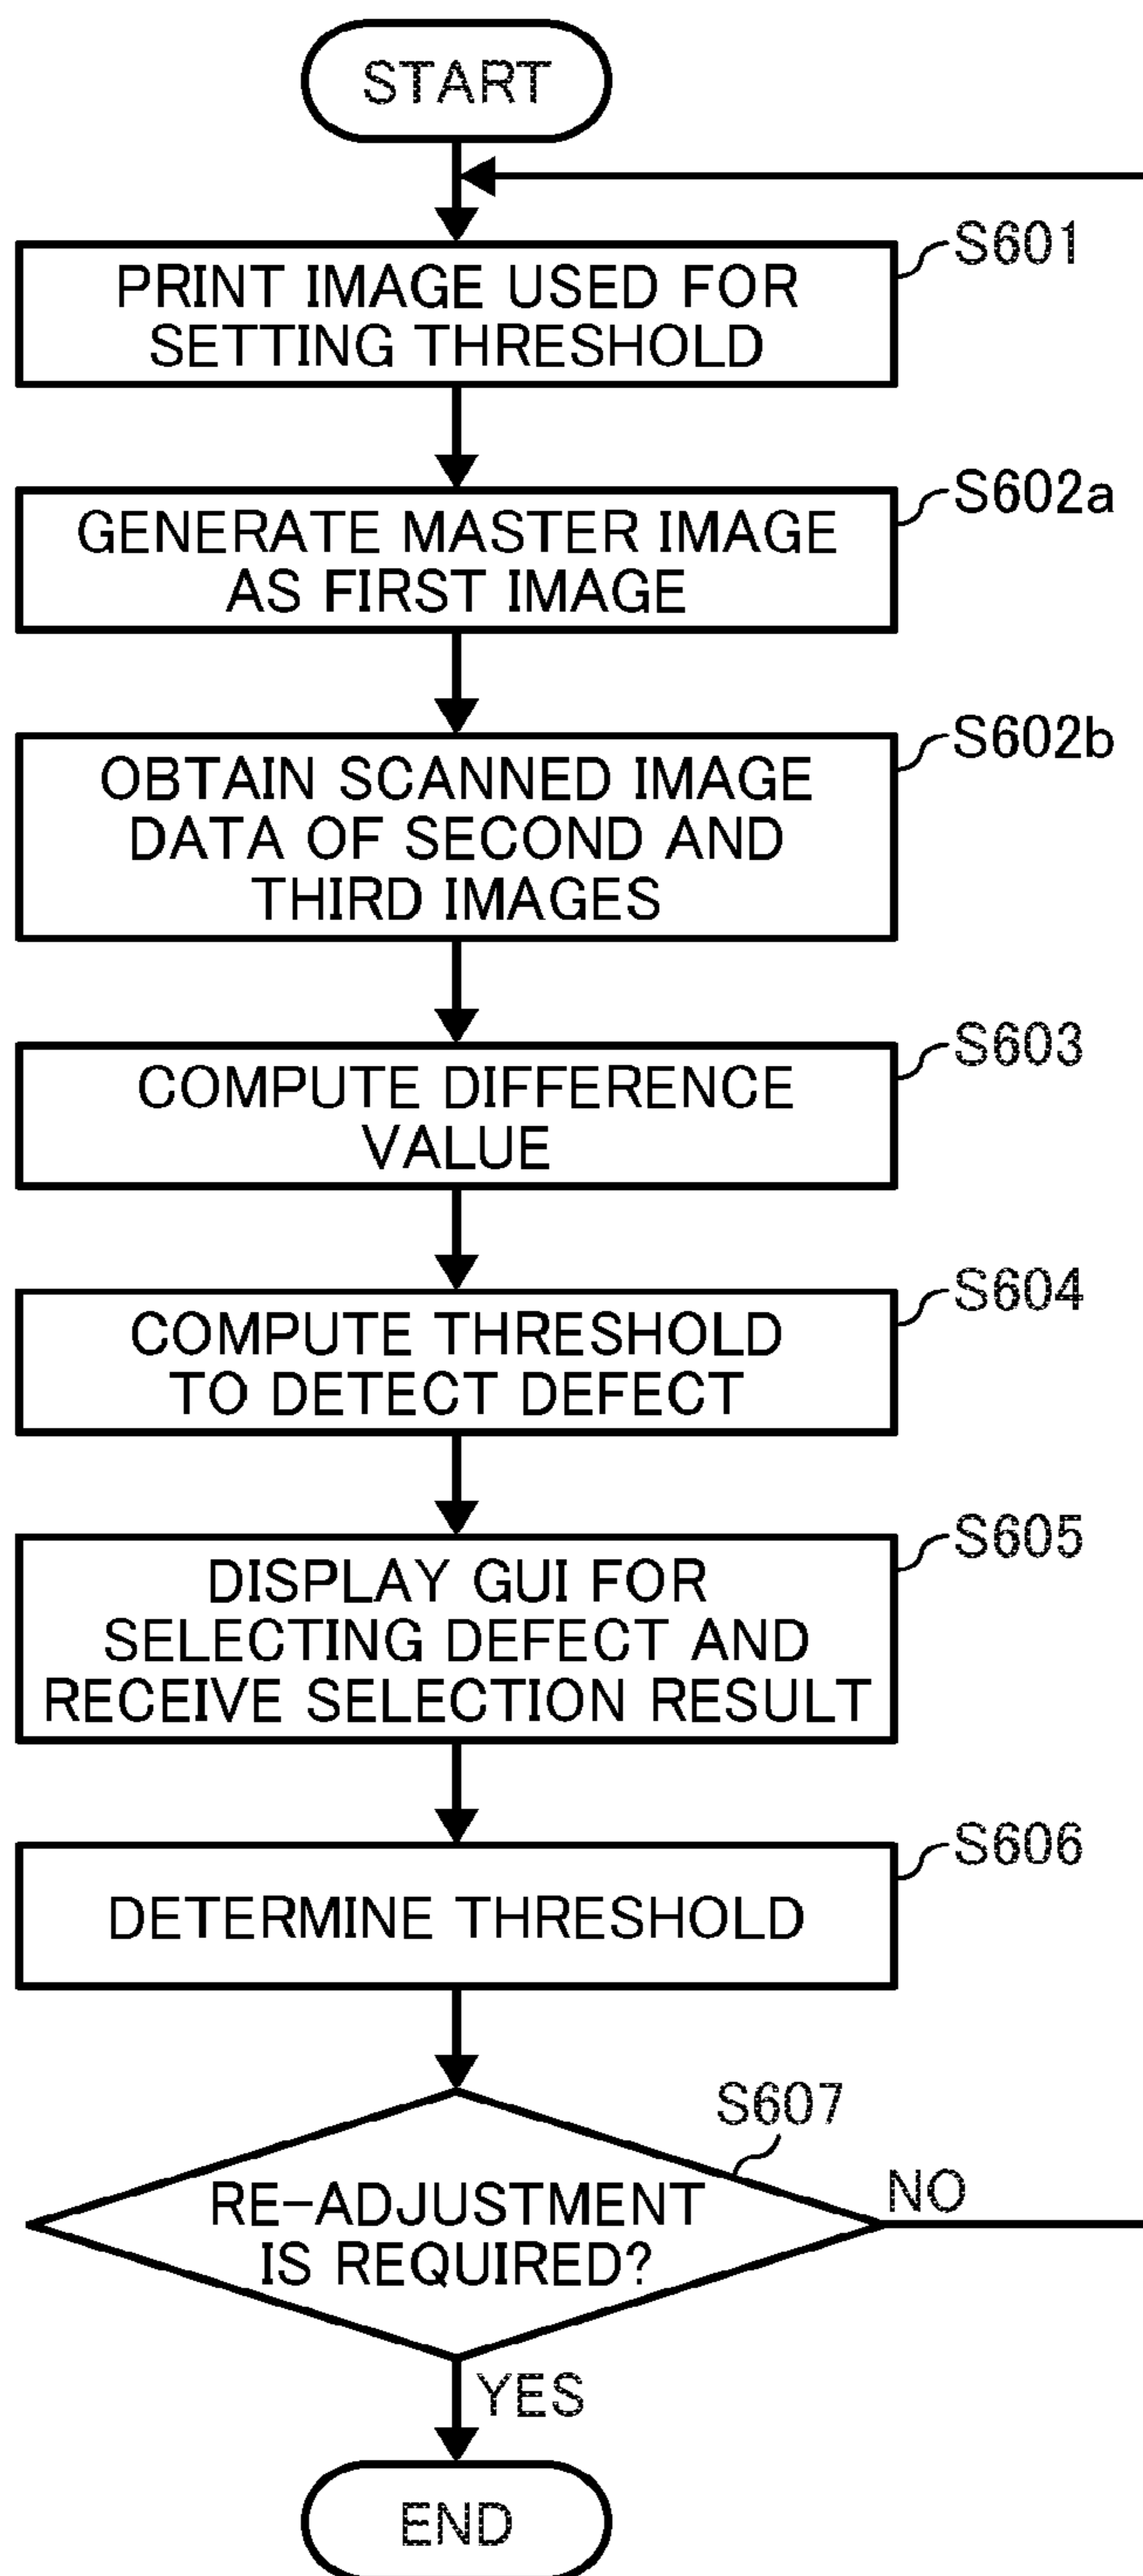 START
S601
PRINT IMAGE USED FOR
SETTING THRESHOLD
S602a
GENERATE MASTER IMAGE
AS FIRST IMAGE
S602b
OBTAIN SCANNED IMAGE
DATA OF SECOND AND
THIRD IMAGES
S603
COMPUTE DIFFERENCE
VALUE
S604
COMPUTE THRESHOLD
TO DETECT DEFECT
S605
DISPLAY GUI FOR
SELECTING DEFECT AND
RECEIVE SELECTION RESULT
S606
DETERMINE THRESHOLD
S607
RE-ADJUSTMENT
IS REQUIRED?
NO
YES
END